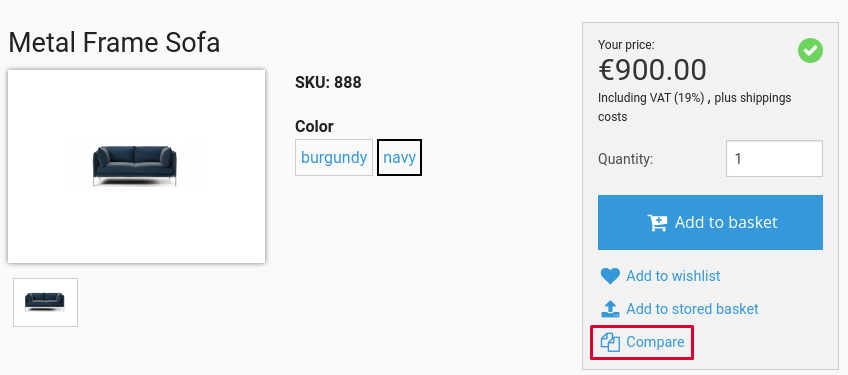 Metal Frame Sofa
SKU: 888
Color
burgundy navy
Your price:
€900.00
Including VAT (19%) , plus shippings
costs
Quantity: 1
Add to basket
Add to wishlist
Add to stored basket
Compare